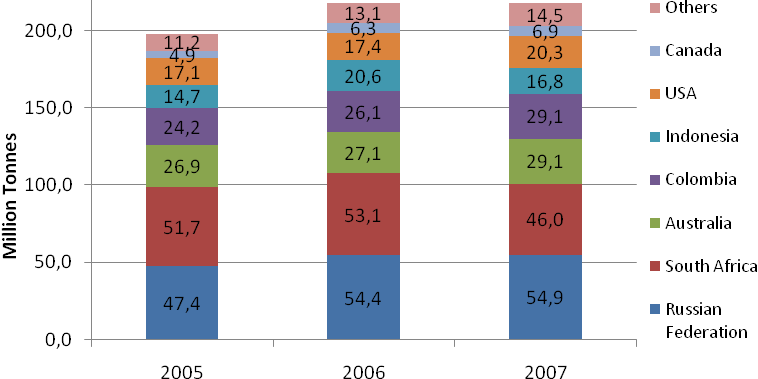 Million Tonnes
200,0
150,0
100,0
50,0
0,0
11,2
4,9
17,1
14,7
24,2
26,9
51,7
47,4
13,1
6,3
17,4
20,6
26,1
27,1
53,1
54,4
14,5
6,9
20,3
16,8
29,1
29,1
46,0
54,9
2005 2006 2007
Others
Canada
USA
Indonesia
Colombia
Australia
South Africa
Russian
Federation